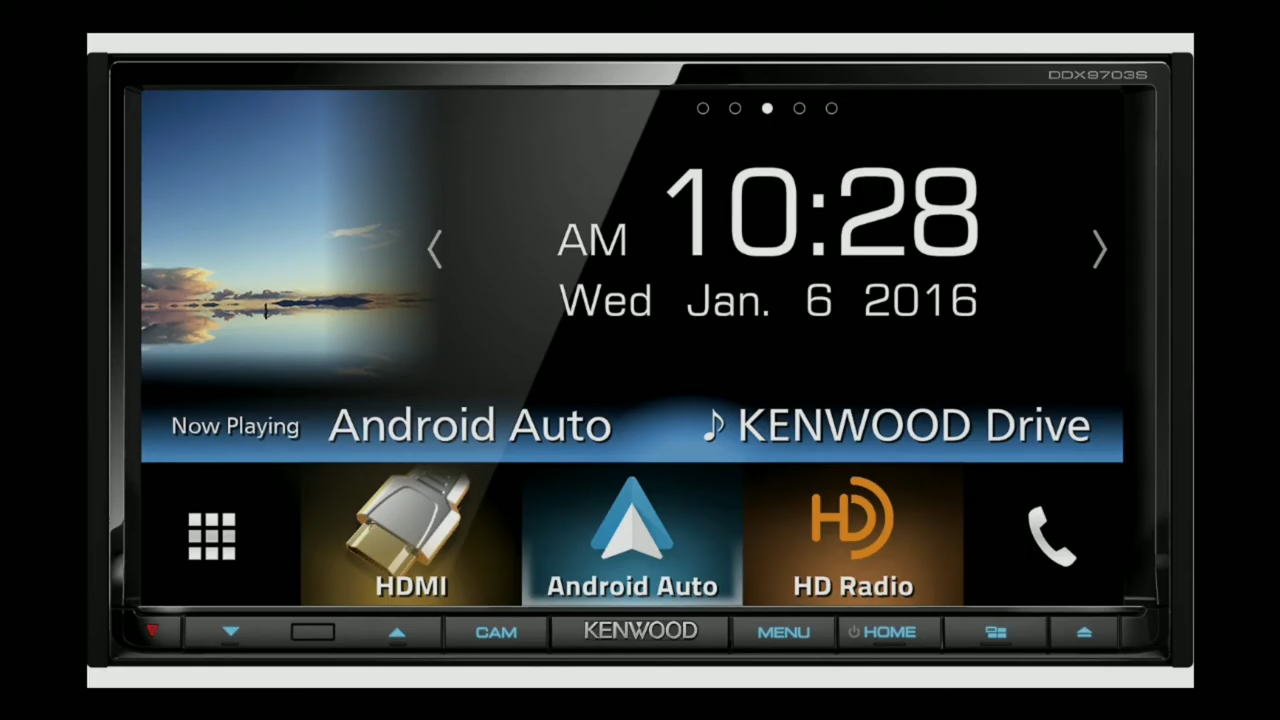 DDX9703S
AM 10:28
Wed Jan. 6 2016
Now Playing Android Auto ♪ KENWOOD Drive
HDMI
Android Auto
HD
HD Radio
CAM
KENWOOD
MENU
HOME